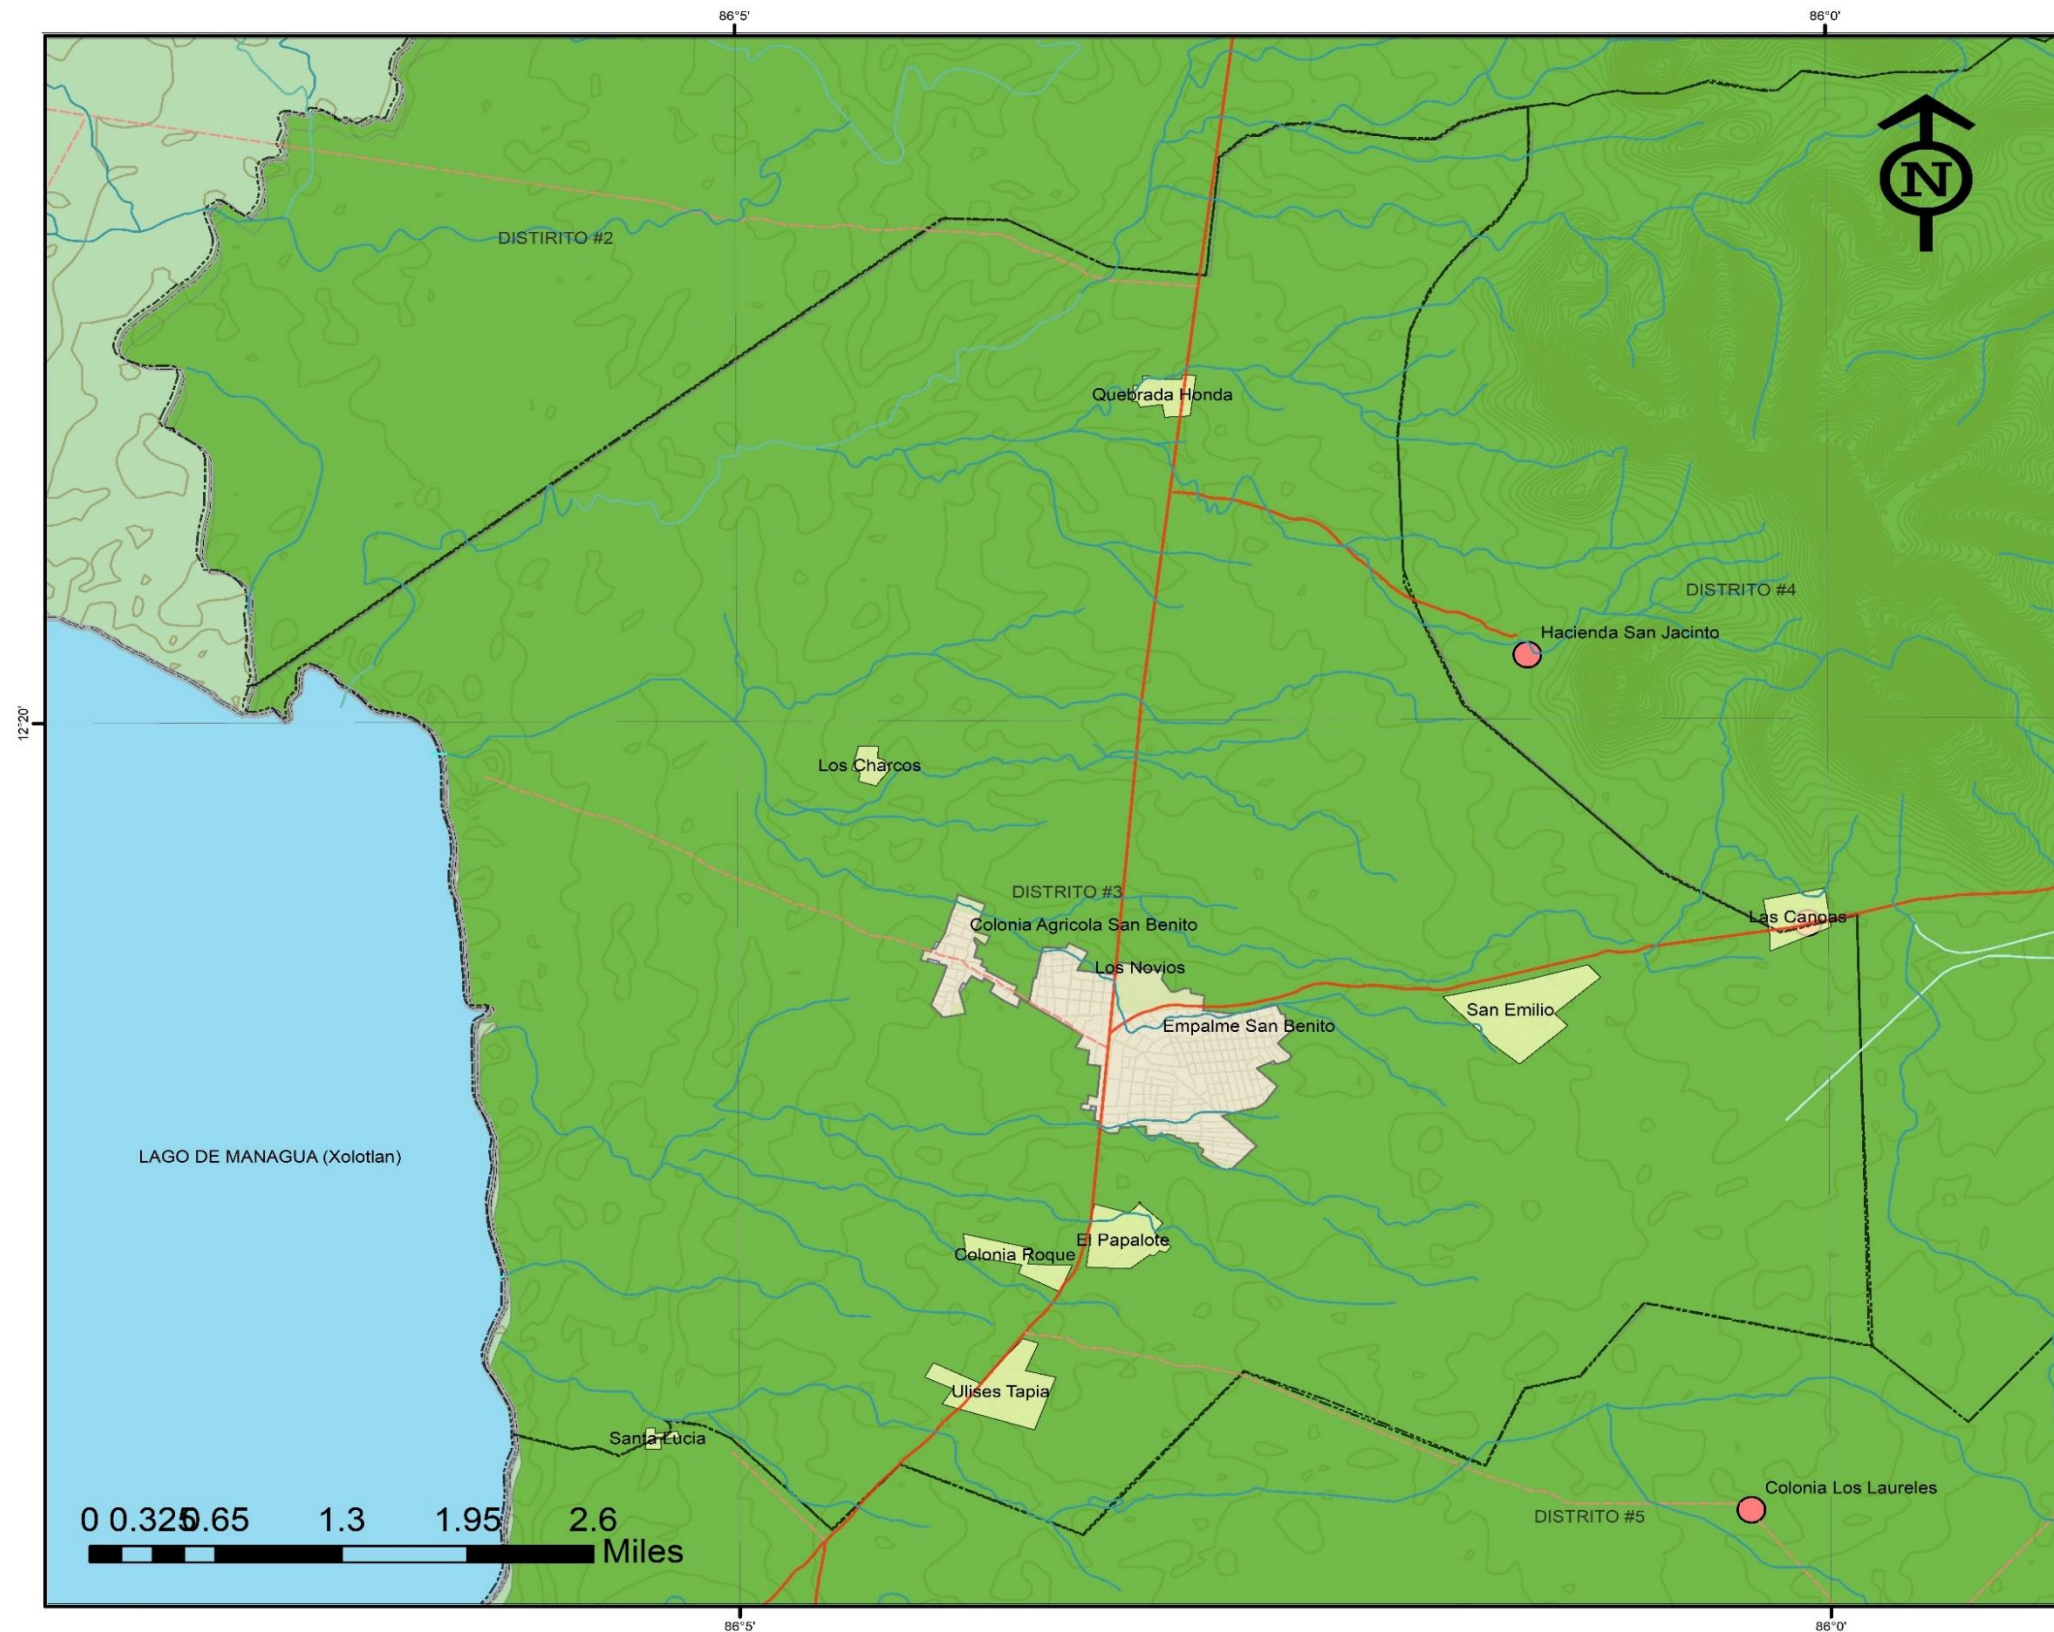 86°5'
86°0'
N
DISTIRITO #2
Quebrada Honda
DISTRITO #4
Hacienda San Jacinto
12°20'
Los Charcos
DISTRITO #3
Las Canoas
Colonia Agricola San Benito
Los Novios
San Emilio
Empalme San Benito
LAGO DE MANAGUA (Xolotlan)
El Papalote
Colonia Roque
Ulises Tapia
Santa Lucia
Colonia Los Laureles
DISTRITO #5
0 0.325 0.65 1.3 1.95 2.6
Miles
86°5'
86°0'